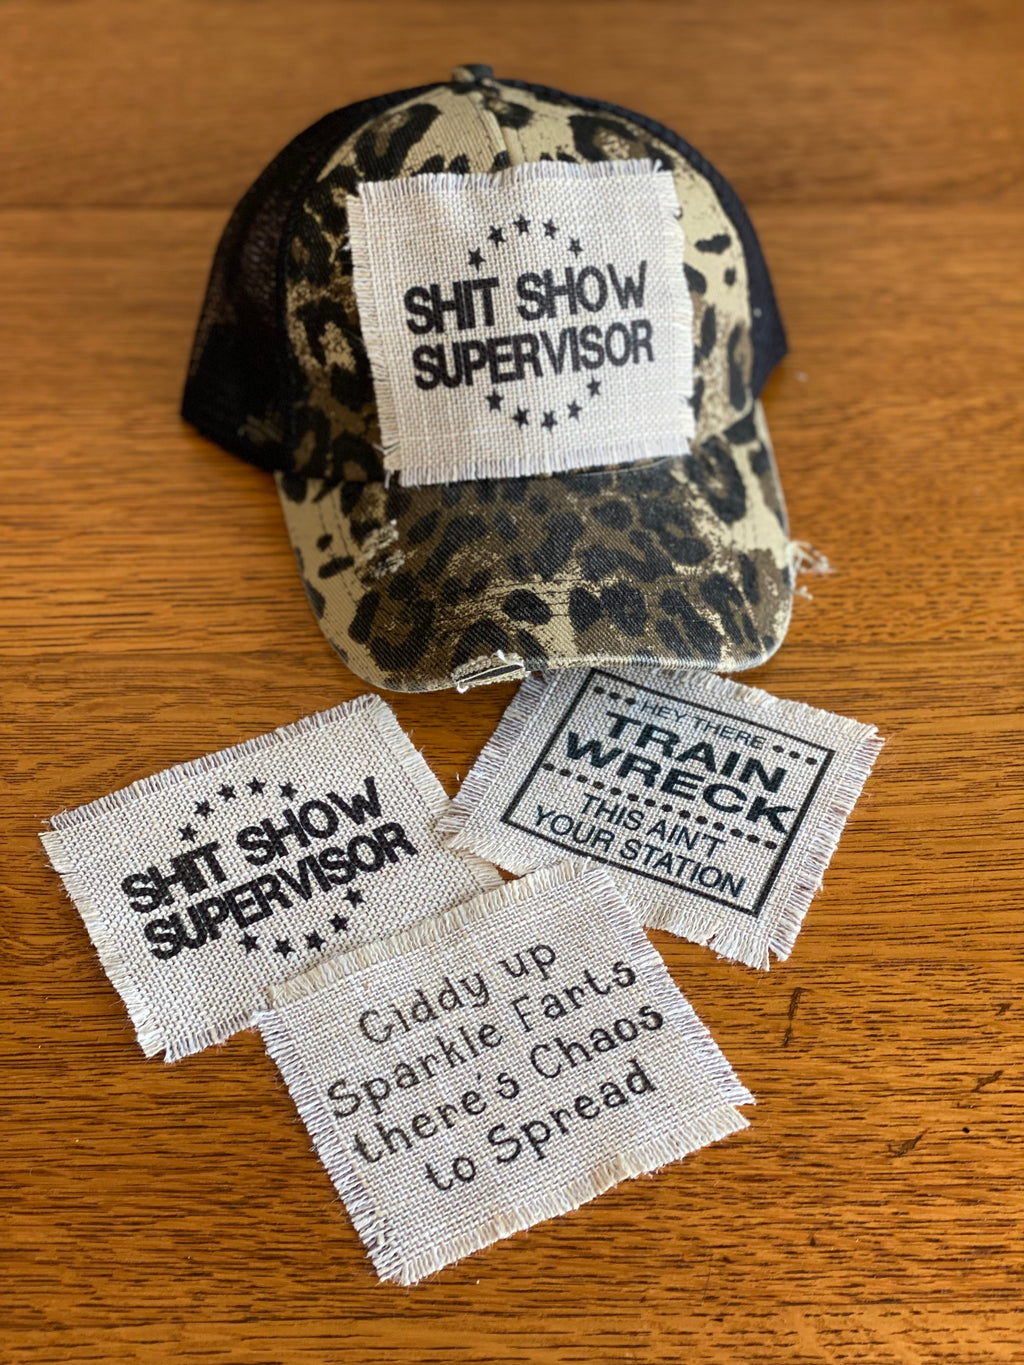 SHIT SHOW
SUPERVISOR
SHIT SHOW
SUPERVISOR
HEY THERE
TRAIN
WRECK
THIS AIN'T
YOUR STATION
Giddy up
Sparkle Farts
there's Chaos
to Spread